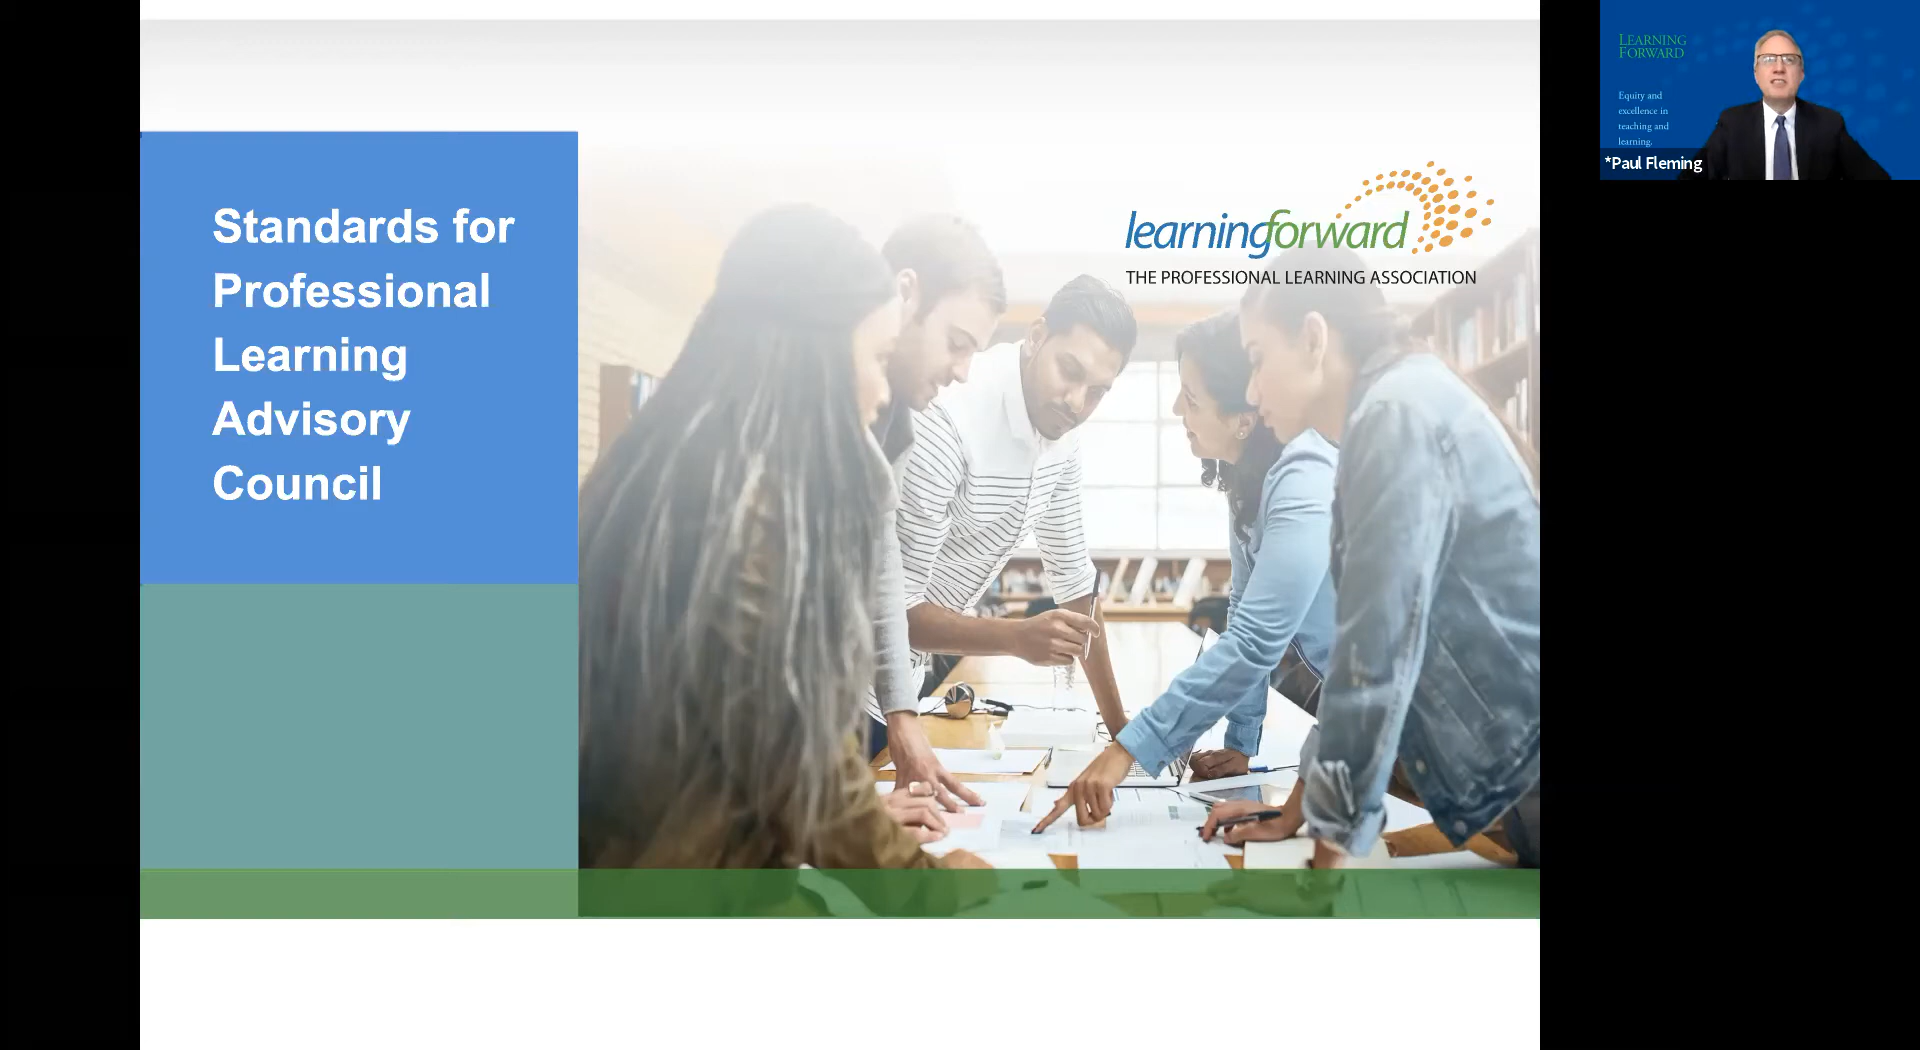 Standards for
Professional
Learning
Advisory
Council
learningforward
THE PROFESSIONAL LEARNING ASSOCIATION
LEARNING
FORWARD
Equity and
excellence in
teaching and
learning.
*Paul Fleming